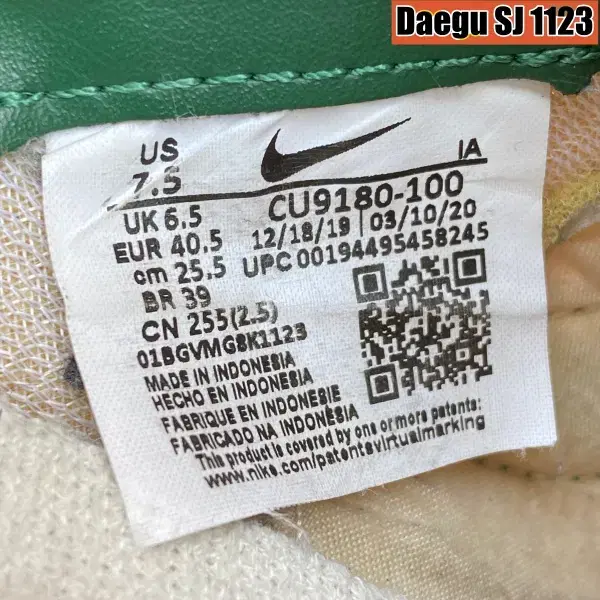 Daegu SJ 1123
US
7.5
IA
UK 6.5
CU9180-100
EUR 40.5
12/18/19 03/10/20
cm 25.5
UPC 00194495458245
BR 39
CN 255(2.5)
01BGVMG8K1123
MADE IN INDONESIA
HECHO EN INDONESIA
FABRIQUE EN INDONESIE
FABRICADO NA INDONÉSIA
This product is covered by one or more patents:
www.nike.com/patentsvirtualmarking